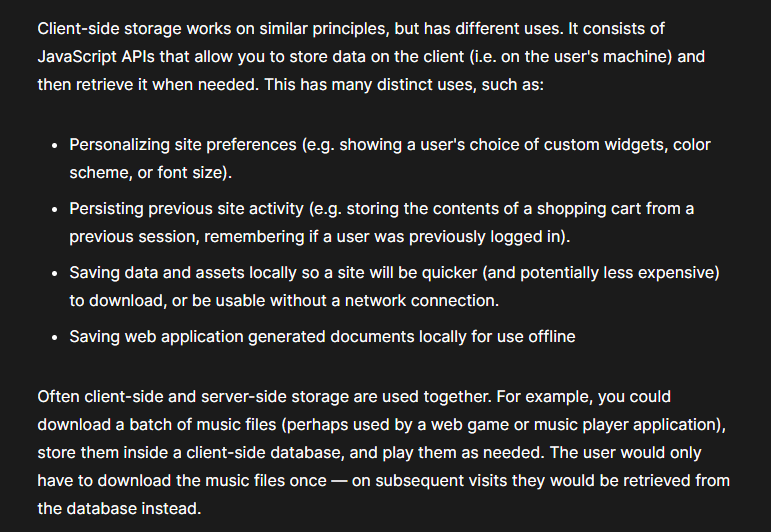 Client-side storage works on similar principles, but has different uses. It consists of
JavaScript APIs that allow you to store data on the client (i.e. on the user's machine) and
then retrieve it when needed. This has many distinct uses, such as:
• Personalizing site preferences (e.g. showing a user's choice of custom widgets, color
scheme, or font size).
• Persisting previous site activity (e.g. storing the contents of a shopping cart from a
previous session, remembering if a user was previously logged in).
• Saving data and assets locally so a site will be quicker (and potentially less expensive)
to download, or be usable without a network connection.
• Saving web application generated documents locally for use offline
Often client-side and server-side storage are used together. For example, you could
download a batch of music files (perhaps used by a web game or music player application),
store them inside a client-side database, and play them as needed. The user would only
have to download the music files once — on subsequent visits they would be retrieved from
the database instead.